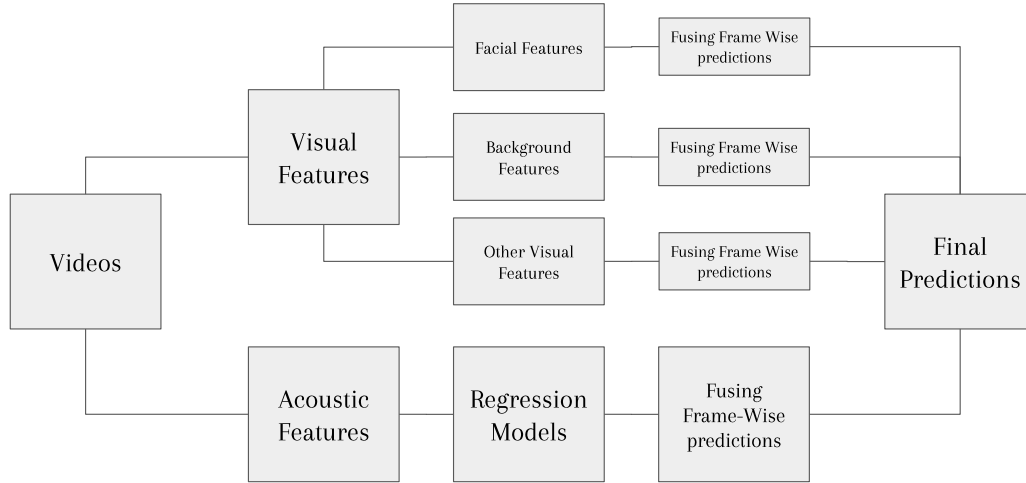 Facial Features
Fusing Frame Wise
predictions
Visual
Features
Background
Features
Fusing Frame Wise
predictions
Videos
Other Visual
Features
Fusing Frame Wise
predictions
Final
Predictions
Acoustic
Features
Regression
Models
Fusing
Frame-Wise
predictions